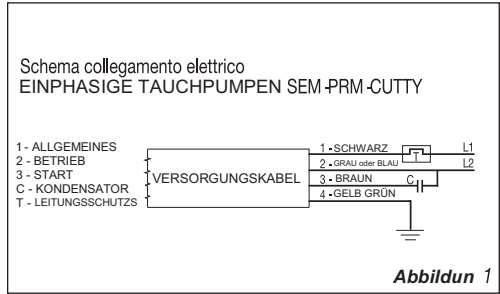 Schema collegamento elettrico
EINPHASIGE TAUCHPUMPEN SEM-PRM-CUTTY
1 - ALLGEMEINES
2 - BETRIEB
3 - START
C - KONDENSATOR
T - LEITUNGSSCHUTZS
VERSORGUNGSKABEL
1 - SCHWARZ
T
L1
2 - GRAU oder BLAU
L2
3 - BRAUN
C
4 - GELB GRÜN
Abbildun 1